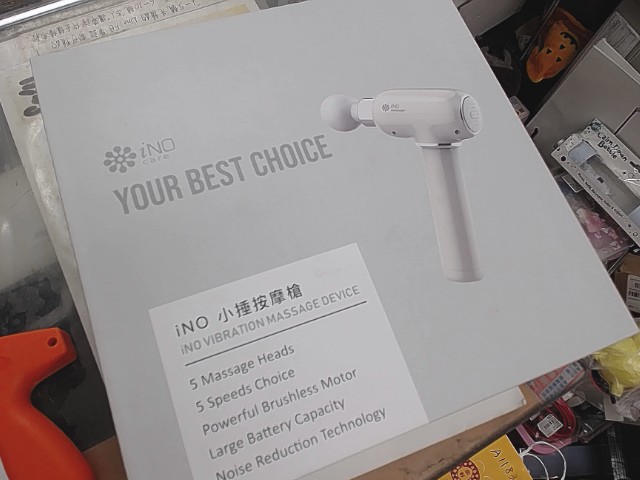 iNO
care
YOUR BEST CHOICE
iNO
iNO 小捶按摩槍
iNO VIBRATION MASSAGE DEVICE
5 Massage Heads
5 Speeds Choice
Powerful Brushless Motor
Large Battery Capacity
Noise Reduction Technology